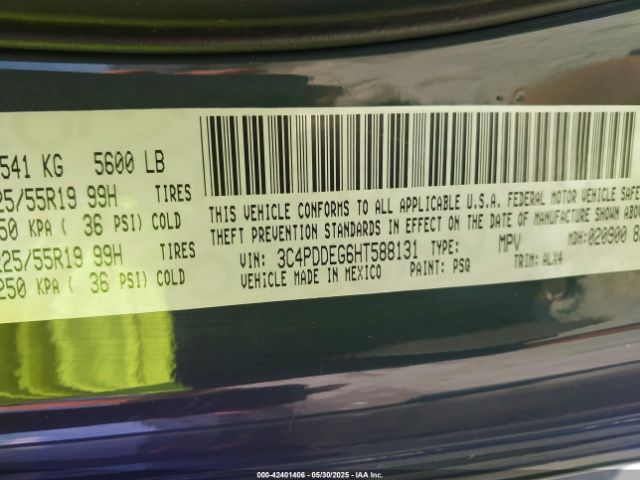 541 KG 5600 LB
25/55R19 99H TIRES
50 KPA ( 36 PSI) COLD
225/55R19 99H TIRES
250 KPA ( 36 PSI) COLD
THIS VEHICLE CONFORMS TO ALL APPLICABLE U.S.A. FEDERAL MOTOR VEHICLE SAFE
THEFT PREVENTION STANDARDS IN EFFECT ON THE DATE OF MANUFACTURE SHOWN ABO
VIN: 3C4PDDEG6HT588131 TYPE: MPV MDH:020900 8
VEHICLE MADE IN MEXICO PAINT: PSQ TRIM: ALX4
00-42401406 - 05/30/2025 - IAA Inc.